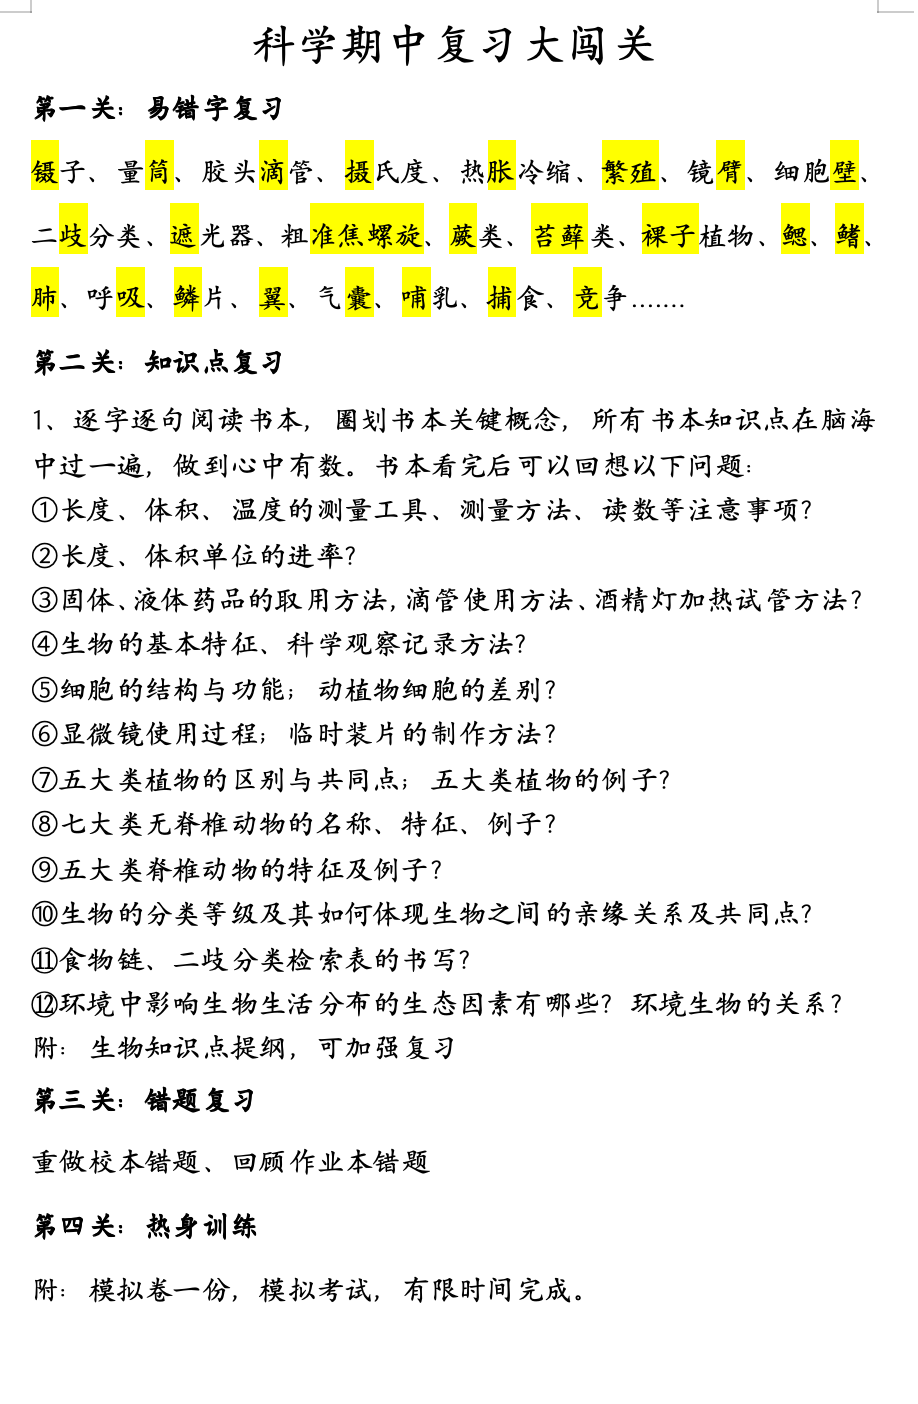 科学期中复习大闯关
第一关：易错字复习
镊子、量筒、胶头滴管、摄氏度、热胀冷缩、繁殖、镜臂、细胞壁、
二歧分类、遮光器、粗准焦螺旋、蕨类、苔藓类、裸子植物、鳃、鳍、
肺、呼吸、鳞片、翼、气囊、哺乳、捕食、竞争.……
第二关：知识点复习
1、逐字逐句阅读书本，圈划书本关键概念，所有书本知识点在脑海
中过一遍，做到心中有数。书本看完后可以回想以下问题：
①长度、体积、温度的测量工具、测量方法、读数等注意事项？
②长度、体积单位的进率？
③固体、液体药品的取用方法，滴管使用方法、酒精灯加热试管方法？
④生物的基本特征、科学观察记录方法？
⑤细胞的结构与功能；动植物细胞的差别？
⑥显微镜使用过程；临时装片的制作方法？
⑦五大类植物的区别与共同点；五大类植物的例子？
⑧七大类无脊椎动物的名称、特征、例子？
⑨五大类脊椎动物的特征及例子？
⑩生物的分类等级及其如何体现生物之间的亲缘关系及共同点？
⑪食物链、二歧分类检索表的书写？
⑫环境中影响生物生活分布的生态因素有哪些？环境生物的关系？
附：生物知识点提纲，可加强复习
第三关：错题复习
重做校本错题、回顾作业本错题
第四关：热身训练
附：模拟卷一份，模拟考试，有限时间完成。